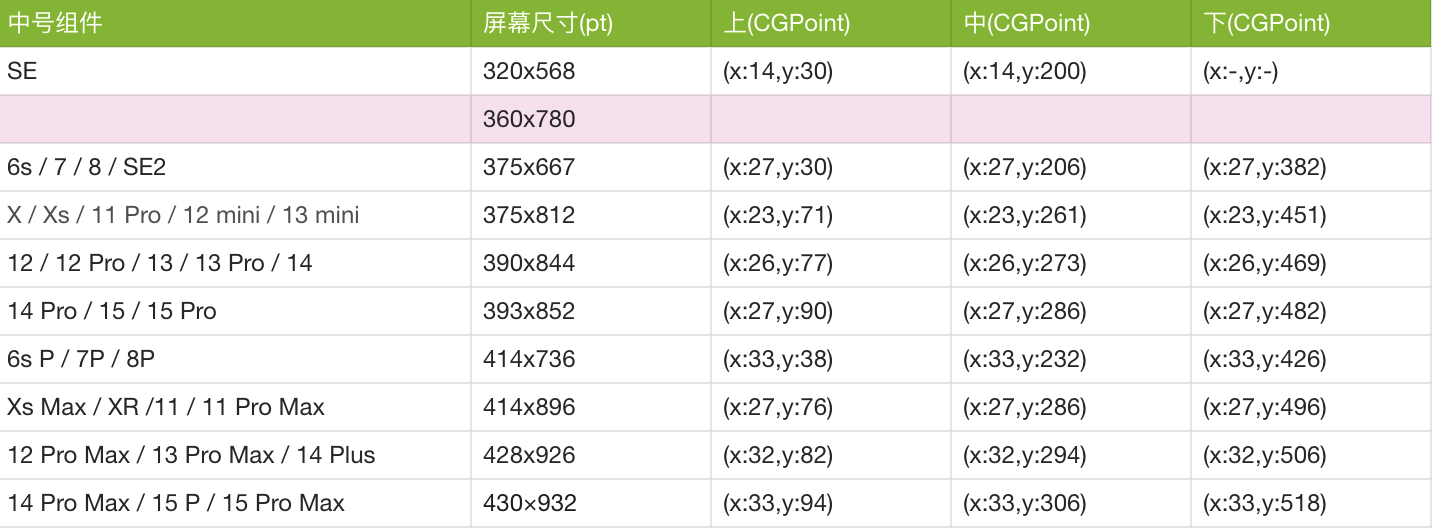 中号组件 屏幕尺寸(pt) 上(CGPoint) 中(CGPoint) 下(CGPoint)
SE 320x568 (x:14,y:30) (x:14,y:200) (x:-,y:-)
360x780
6s / 7 / 8 / SE2 375x667 (x:27,y:30) (x:27,y:206) (x:27,y:382)
X / Xs / 11 Pro / 12 mini / 13 mini 375x812 (x:23,y:71) (x:23,y:261) (x:23,y:451)
12 / 12 Pro / 13 / 13 Pro / 14 390x844 (x:26,y:77) (x:26,y:273) (x:26,y:469)
14 Pro / 15 / 15 Pro 393x852 (x:27,y:90) (x:27,y:286) (x:27,y:482)
6s P / 7P / 8P 414x736 (x:33,y:38) (x:33,y:232) (x:33,y:426)
Xs Max / XR /11 / 11 Pro Max 414x896 (x:27,y:76) (x:27,y:286) (x:27,y:496)
12 Pro Max / 13 Pro Max / 14 Plus 428x926 (x:32,y:82) (x:32,y:294) (x:32,y:506)
14 Pro Max / 15 P / 15 Pro Max 430×932 (x:33,y:94) (x:33,y:306) (x:33,y:518)